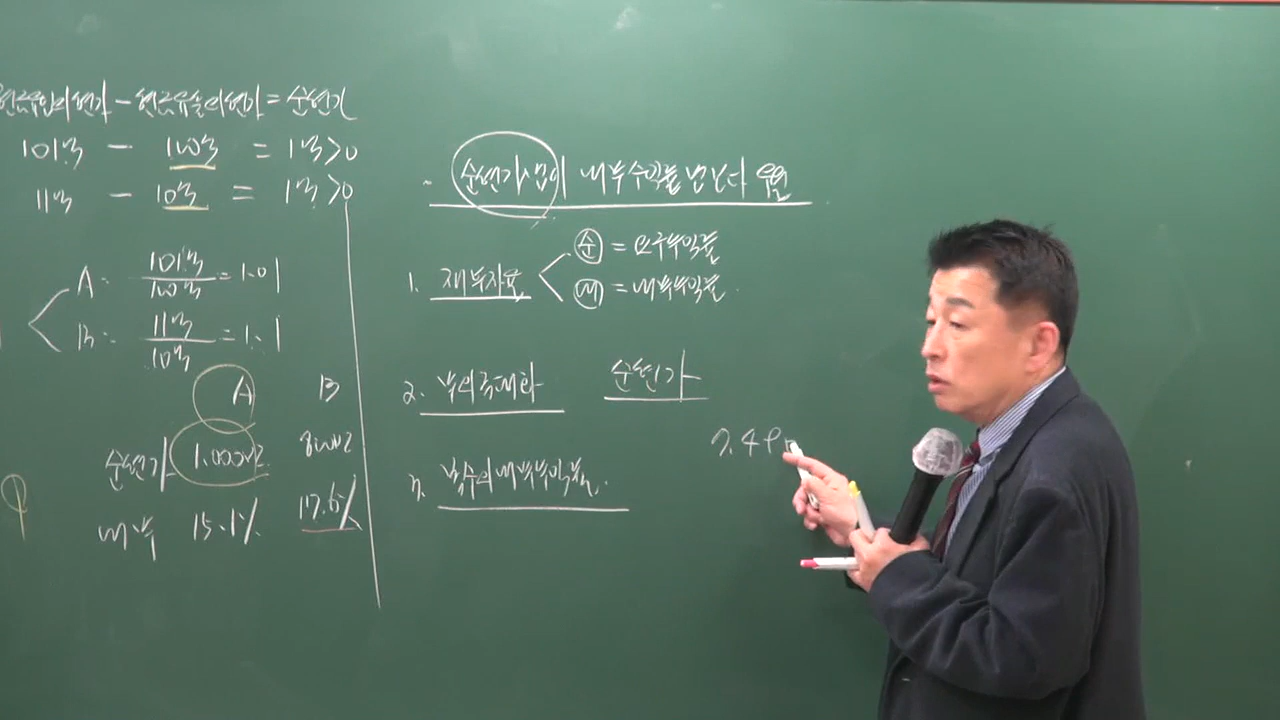 현금유입의현가 - 현금유출의현가 = 순현가
101억 - 100억 = 1억 > 0
11억 - 10억 = 1억 > 0
A: 101억/100억 = 1.01
B: 11억/10억 = 1.1
A B
순현가 1,000만
내부 15.1% 17.6%
· 순현가법이 내부수익률법보다 우월
1. 재투자율
순 = 요구수익률
내 = 내부수익률
2. 부의극대화 순현가
3. 복수의내부수익률